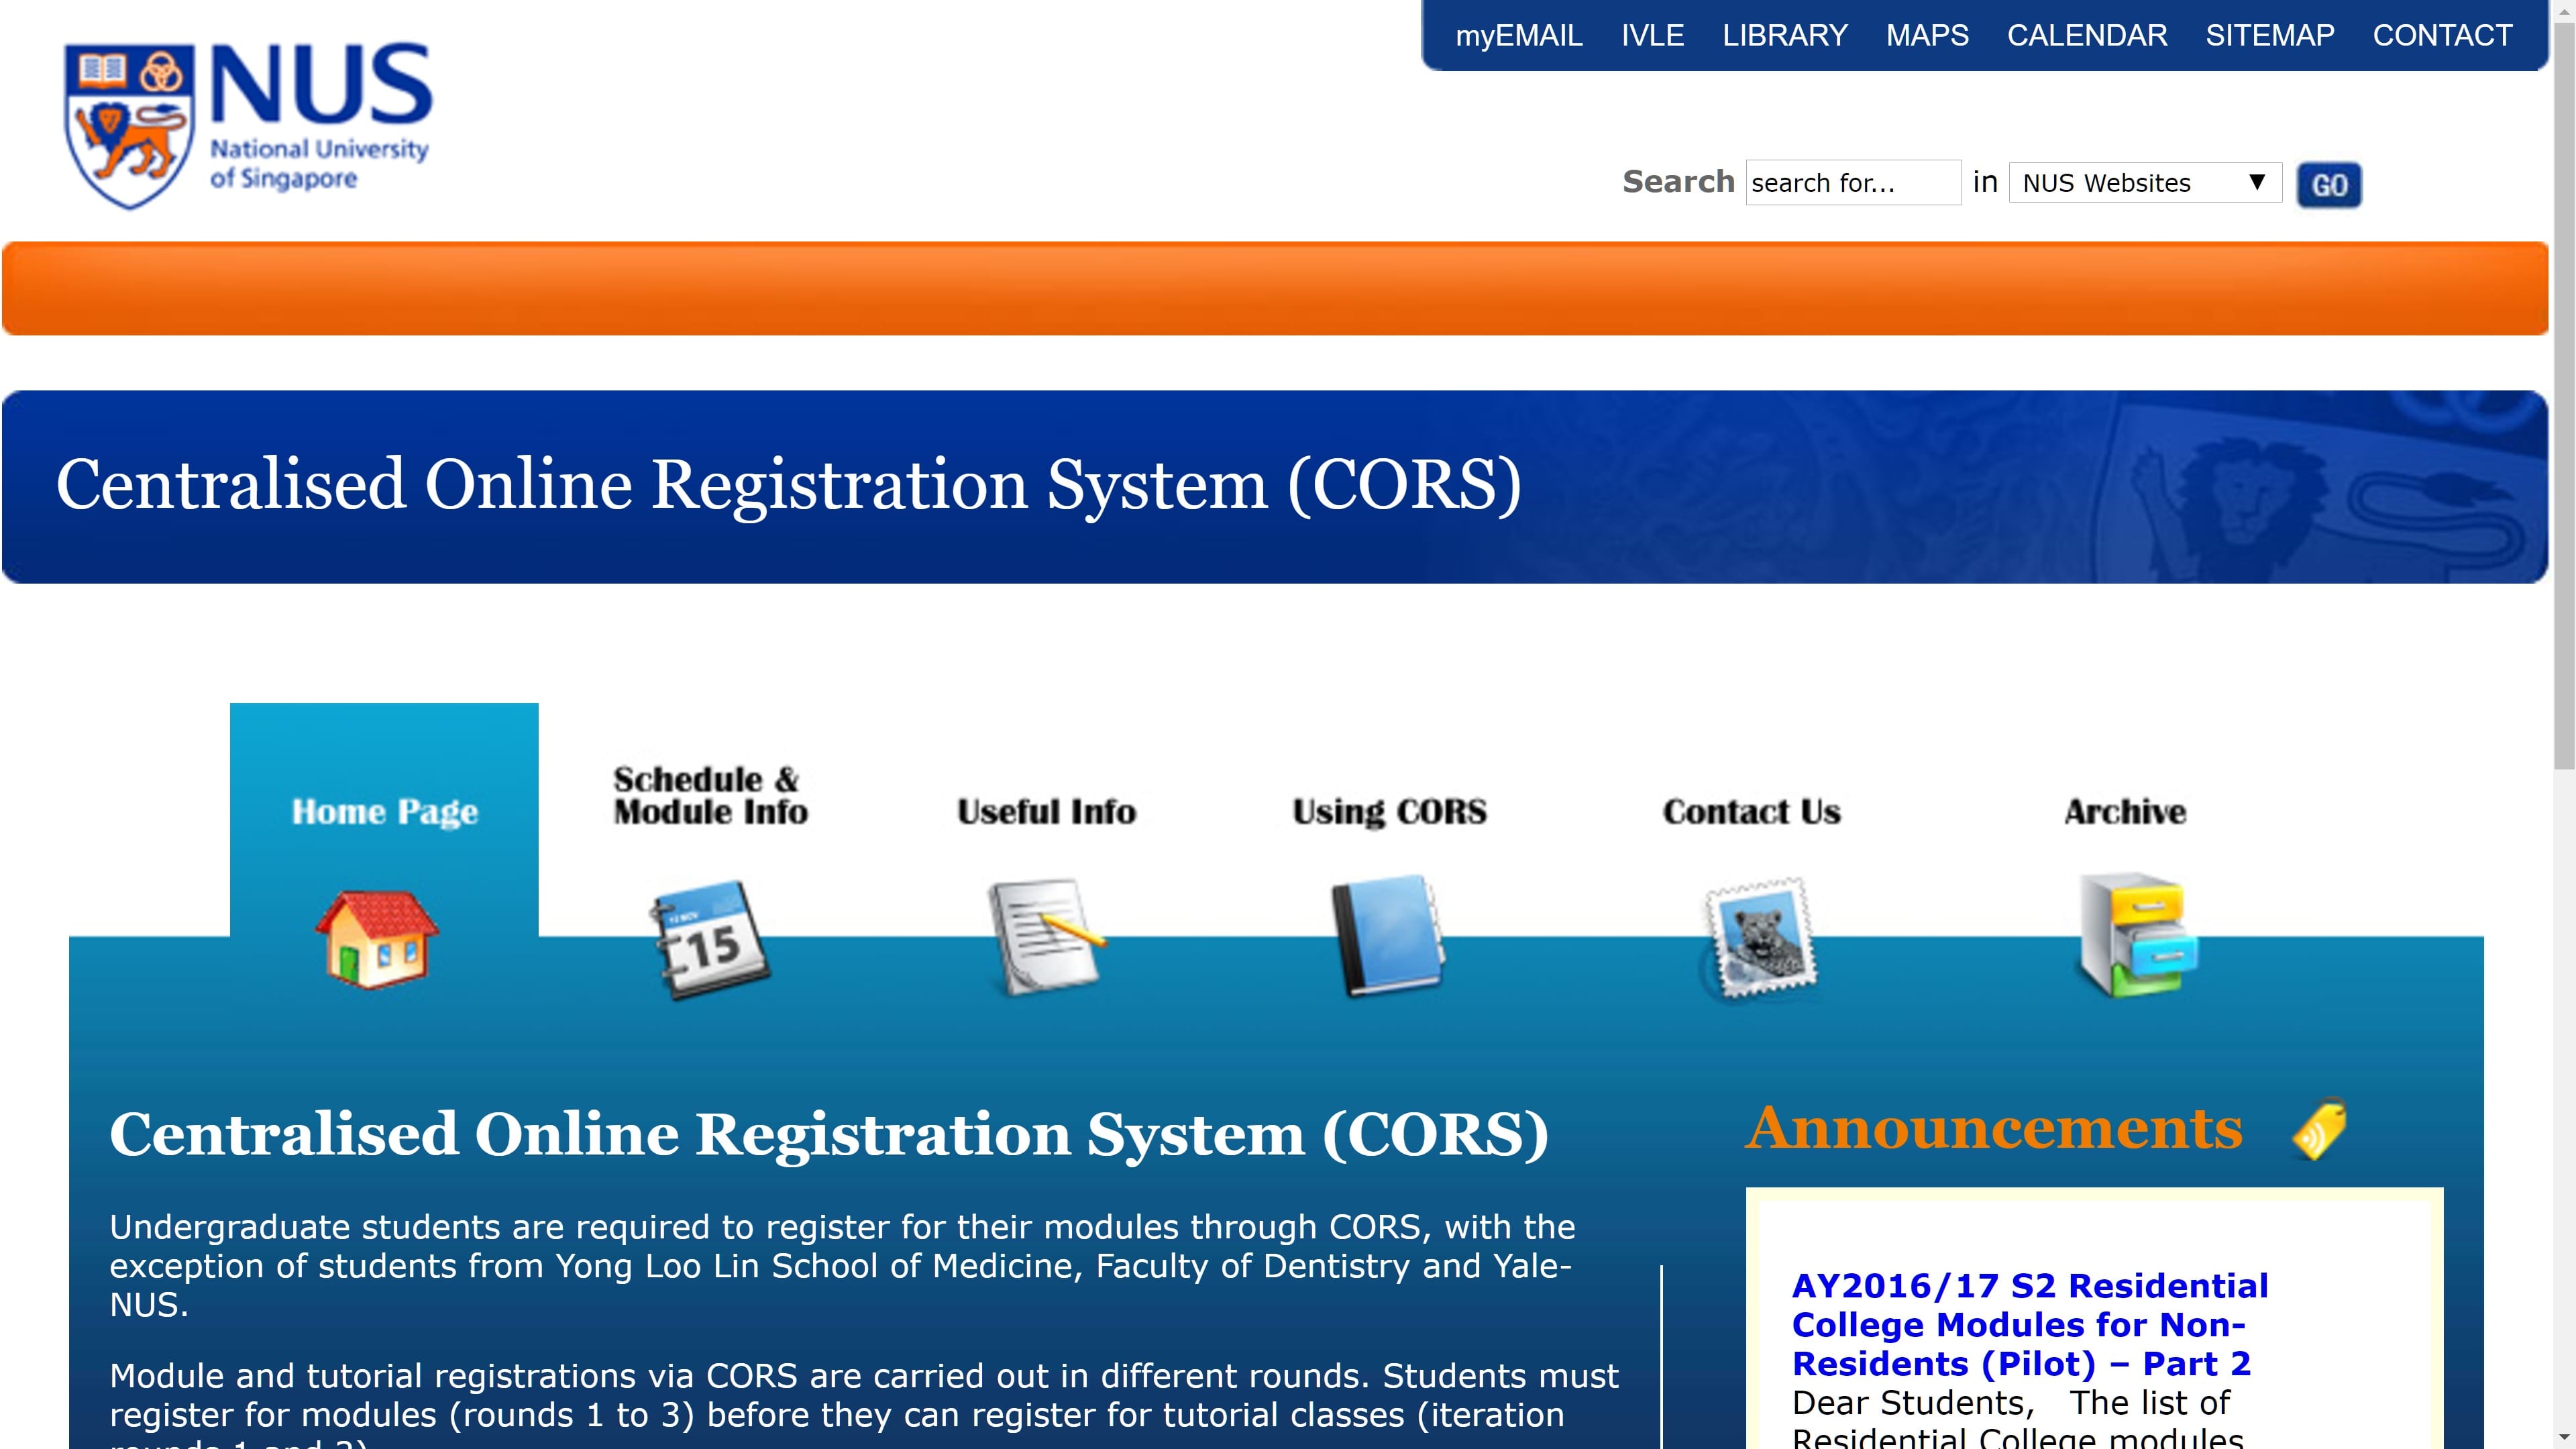 myEMAIL IVLE LIBRARY MAPS CALENDAR SITEMAP CONTACT
NUS
National University
of Singapore
Search search for... in NUS Websites GO
Centralised Online Registration System (CORS)
Home Page
Schedule &
Module Info
Useful Info
Using CORS
Contact Us
Archive
15
Centralised Online Registration System (CORS)
Undergraduate students are required to register for their modules through CORS, with the
exception of students from Yong Loo Lin School of Medicine, Faculty of Dentistry and Yale-
NUS.
Module and tutorial registrations via CORS are carried out in different rounds. Students must
register for modules (rounds 1 to 3) before they can register for tutorial classes (iteration
Announcements
AY2016/17 S2 Residential
College Modules for Non-
Residents (Pilot) – Part 2
Dear Students, The list of
Residential College modules